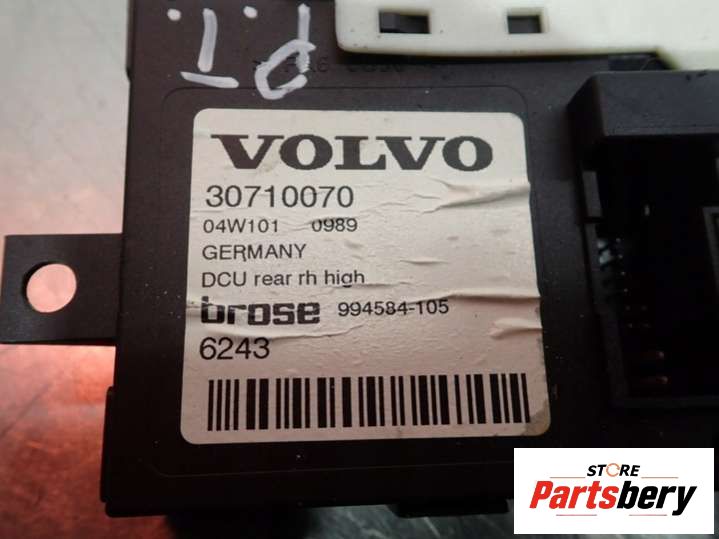 P.T.
VOLVO
30710070
04W101 0989
GERMANY
DCU rear rh high
brose 994584-105
6243
STORE
Partsbery